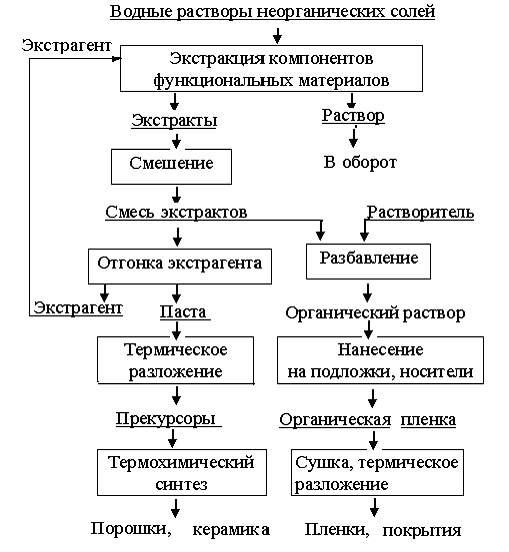 Водные растворы неорганических солей
Экстрагент
Экстракция компонентов
функциональных материалов
Экстракты
Раствор
Смешение
В оборот
Смесь экстрактов
Растворитель
Отгонка экстрагента
Разбавление
Экстрагент
Паста
Органический раствор
Термическое
разложение
Нанесение
на подложки, носители
Прекурсоры
Органическая пленка
Термохимический
синтез
Сушка, термическое
разложение
Порошки, керамика
Пленки, покрытия